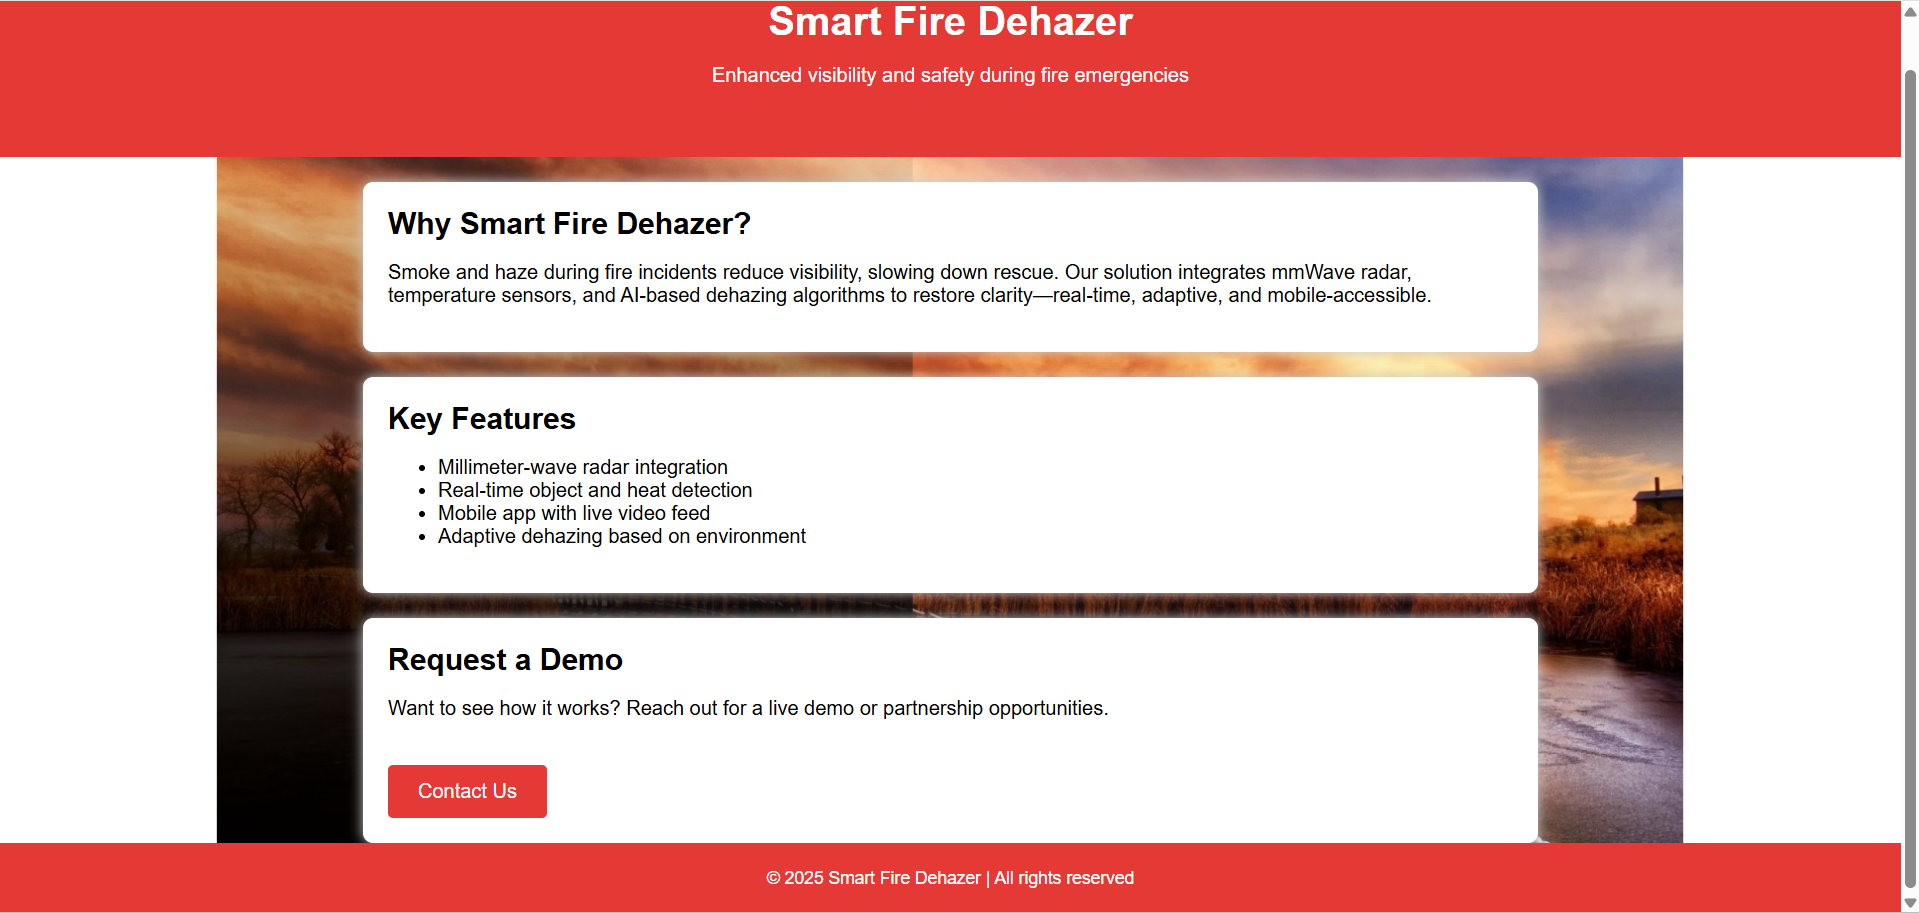 Smart Fire Dehazer
Enhanced visibility and safety during fire emergencies
Why Smart Fire Dehazer?
Smoke and haze during fire incidents reduce visibility, slowing down rescue. Our solution integrates mmWave radar,
temperature sensors, and AI-based dehazing algorithms to restore clarity—real-time, adaptive, and mobile-accessible.
Key Features
• Millimeter-wave radar integration
• Real-time object and heat detection
• Mobile app with live video feed
• Adaptive dehazing based on environment
Request a Demo
Want to see how it works? Reach out for a live demo or partnership opportunities.
Contact Us
© 2025 Smart Fire Dehazer | All rights reserved